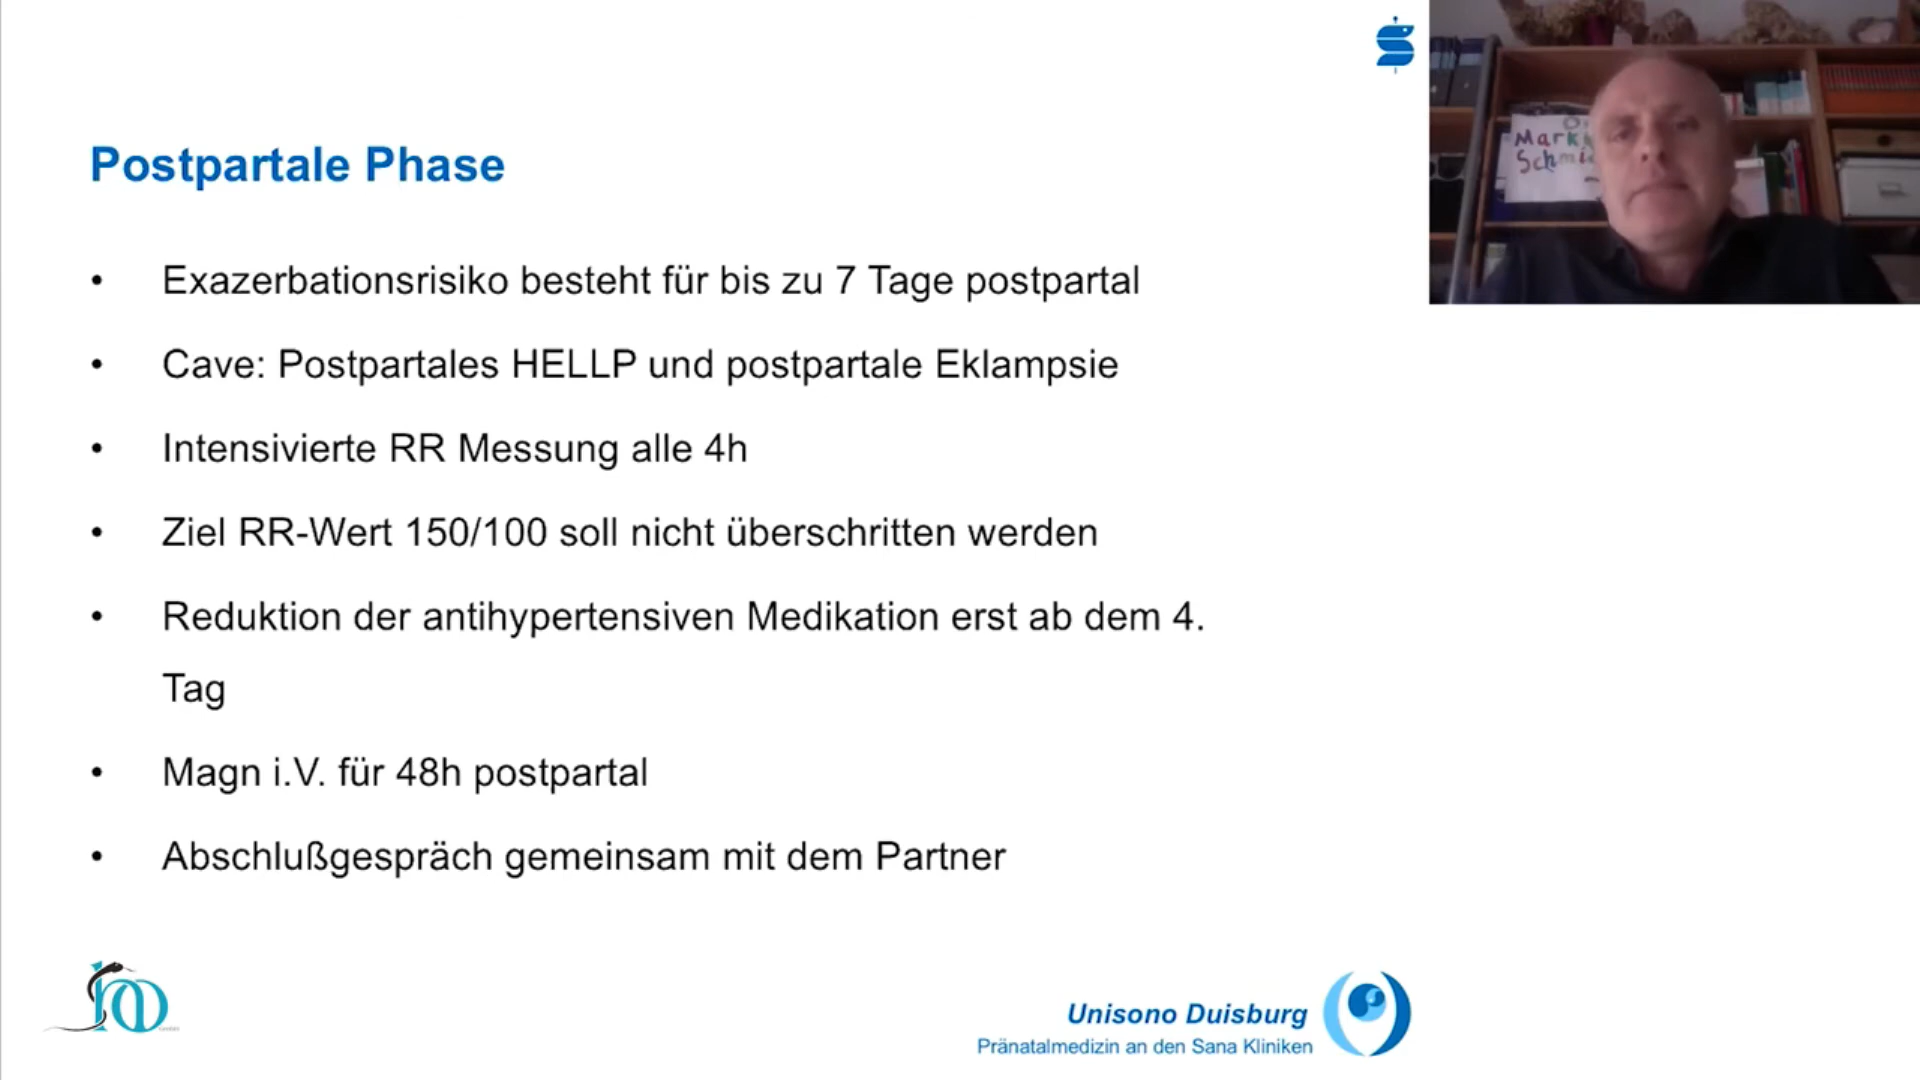 Postpartale Phase
• Exazerbationsrisiko besteht für bis zu 7 Tage postpartal
• Cave: Postpartales HELLP und postpartale Eklampsie
• Intensivierte RR Messung alle 4h
• Ziel RR-Wert 150/100 soll nicht überschritten werden
• Reduktion der antihypertensiven Medikation erst ab dem 4.
Tag
• Magn i.V. für 48h postpartal
• Abschlußgespräch gemeinsam mit dem Partner
Unisono Duisburg
Pränatalmedizin an den Sana Kliniken